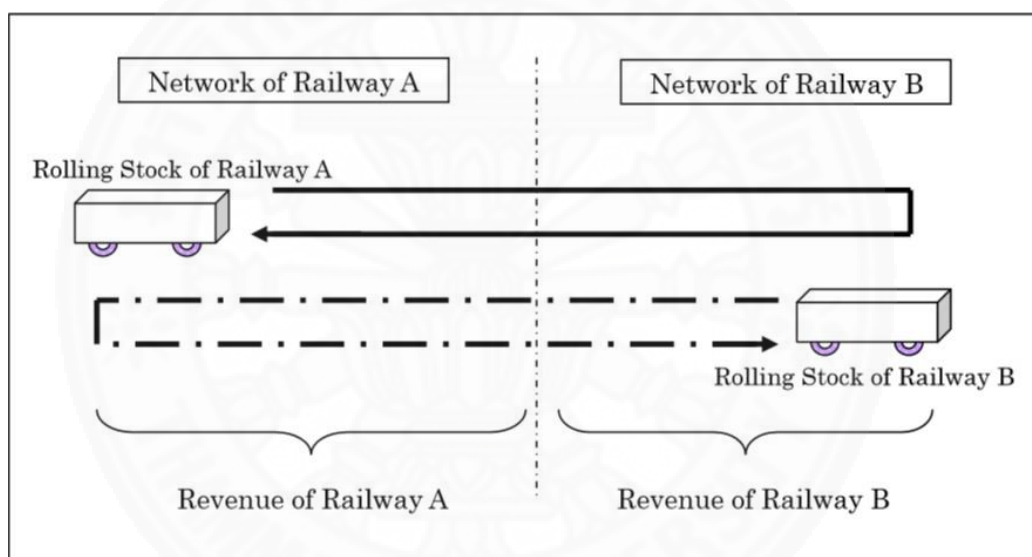 Network of Railway A
Network of Railway B
Rolling Stock of Railway A
Rolling Stock of Railway B
Revenue of Railway A
Revenue of Railway B